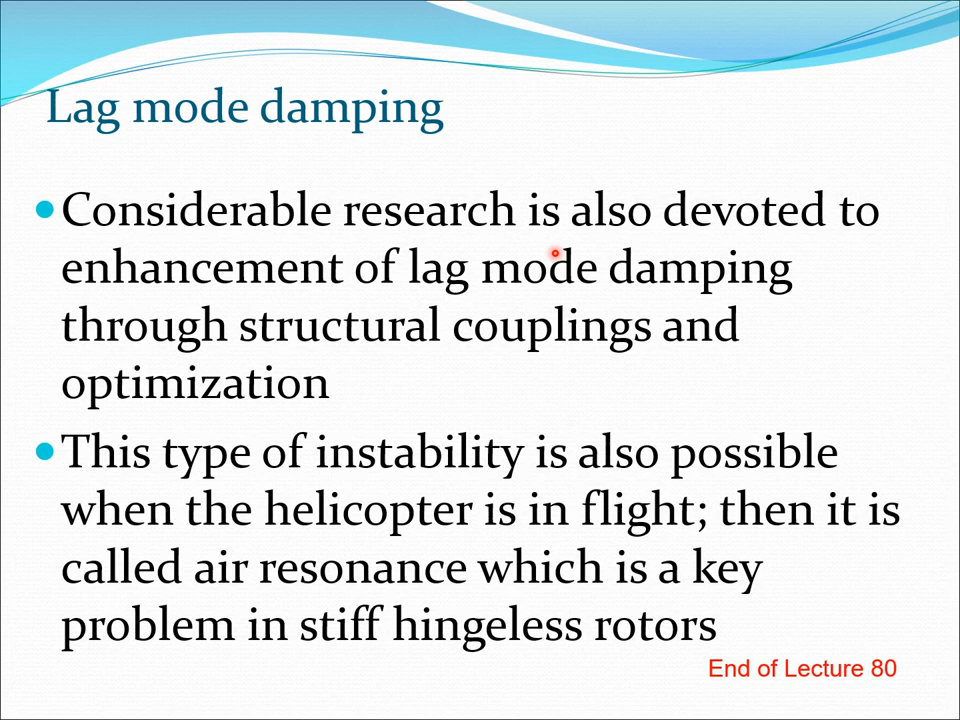 Lag mode damping
Considerable research is also devoted to
enhancement of lag mode damping
through structural couplings and
optimization
This type of instability is also possible
when the helicopter is in flight; then it is
called air resonance which is a key
problem in stiff hingeless rotors
End of Lecture 80